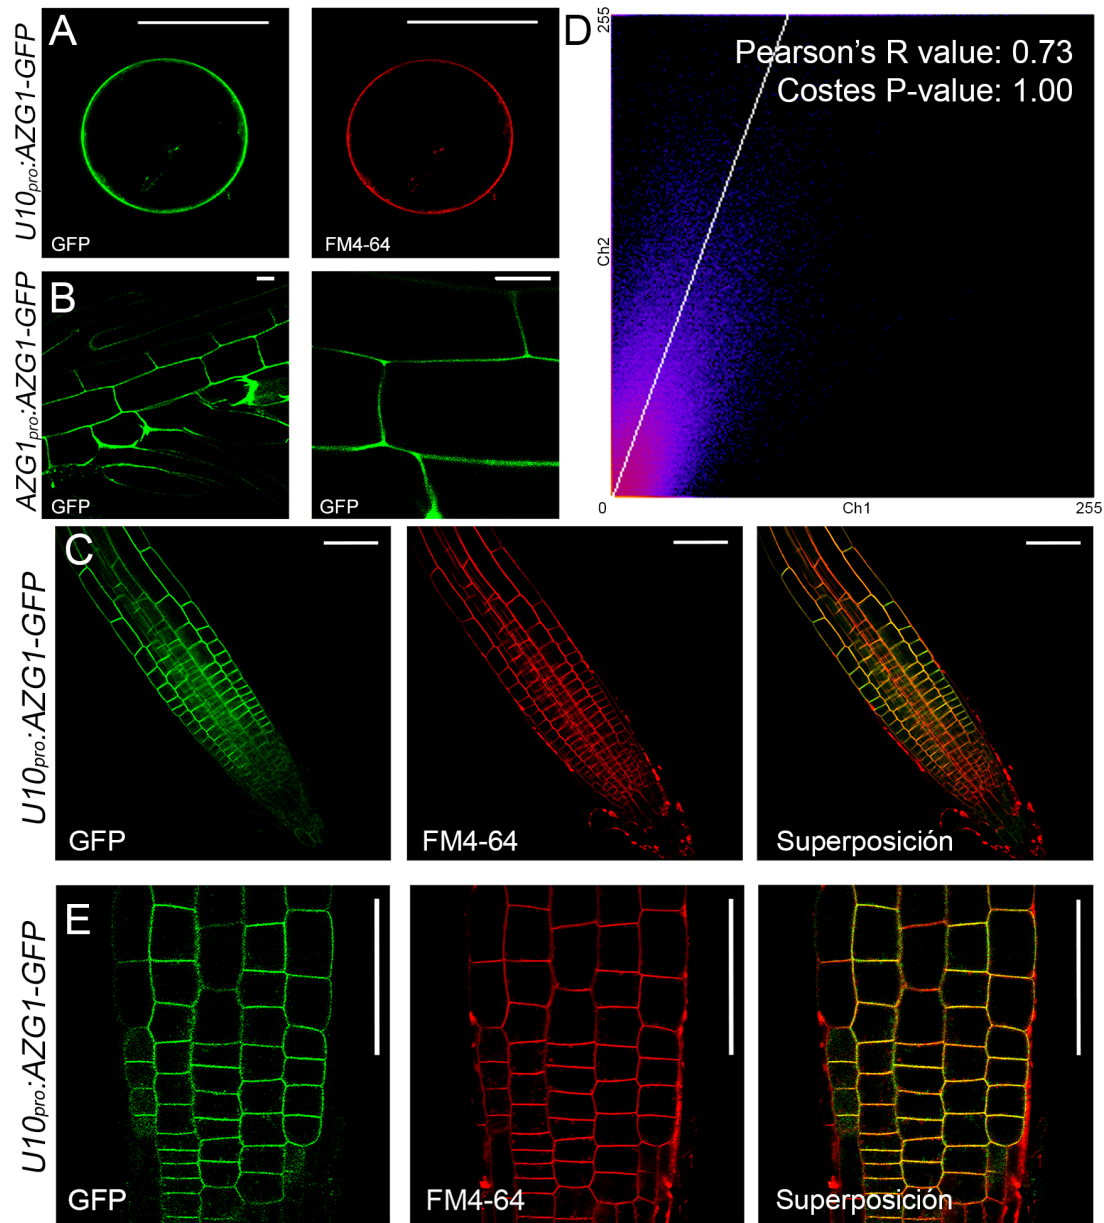 A
U10pro:AZG1-GFP
GFP
FM4-64
D
255
Pearson's R value: 0.73
Costes P-value: 1.00
Ch2
0
Ch1
255
B
AZG1pro:AZG1-GFP
GFP
GFP
C
U10pro:AZG1-GFP
GFP
FM4-64
Superposición
E
U10pro:AZG1-GFP
GFP
FM4-64
Superposición